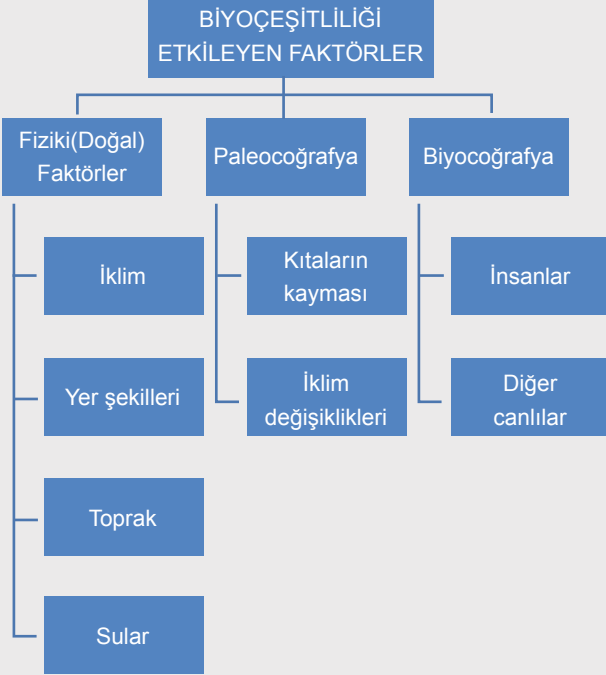 BİYOÇEŞİTLİLİĞİ
ETKİLEYEN FAKTÖRLER
Fiziki(Doğal)
Faktörler
İklim
Yer şekilleri
Toprak
Sular
Paleocoğrafya
Kıtaların
kayması
İklim
değişiklikleri
Biyocoğrafya
İnsanlar
Diğer
canlılar